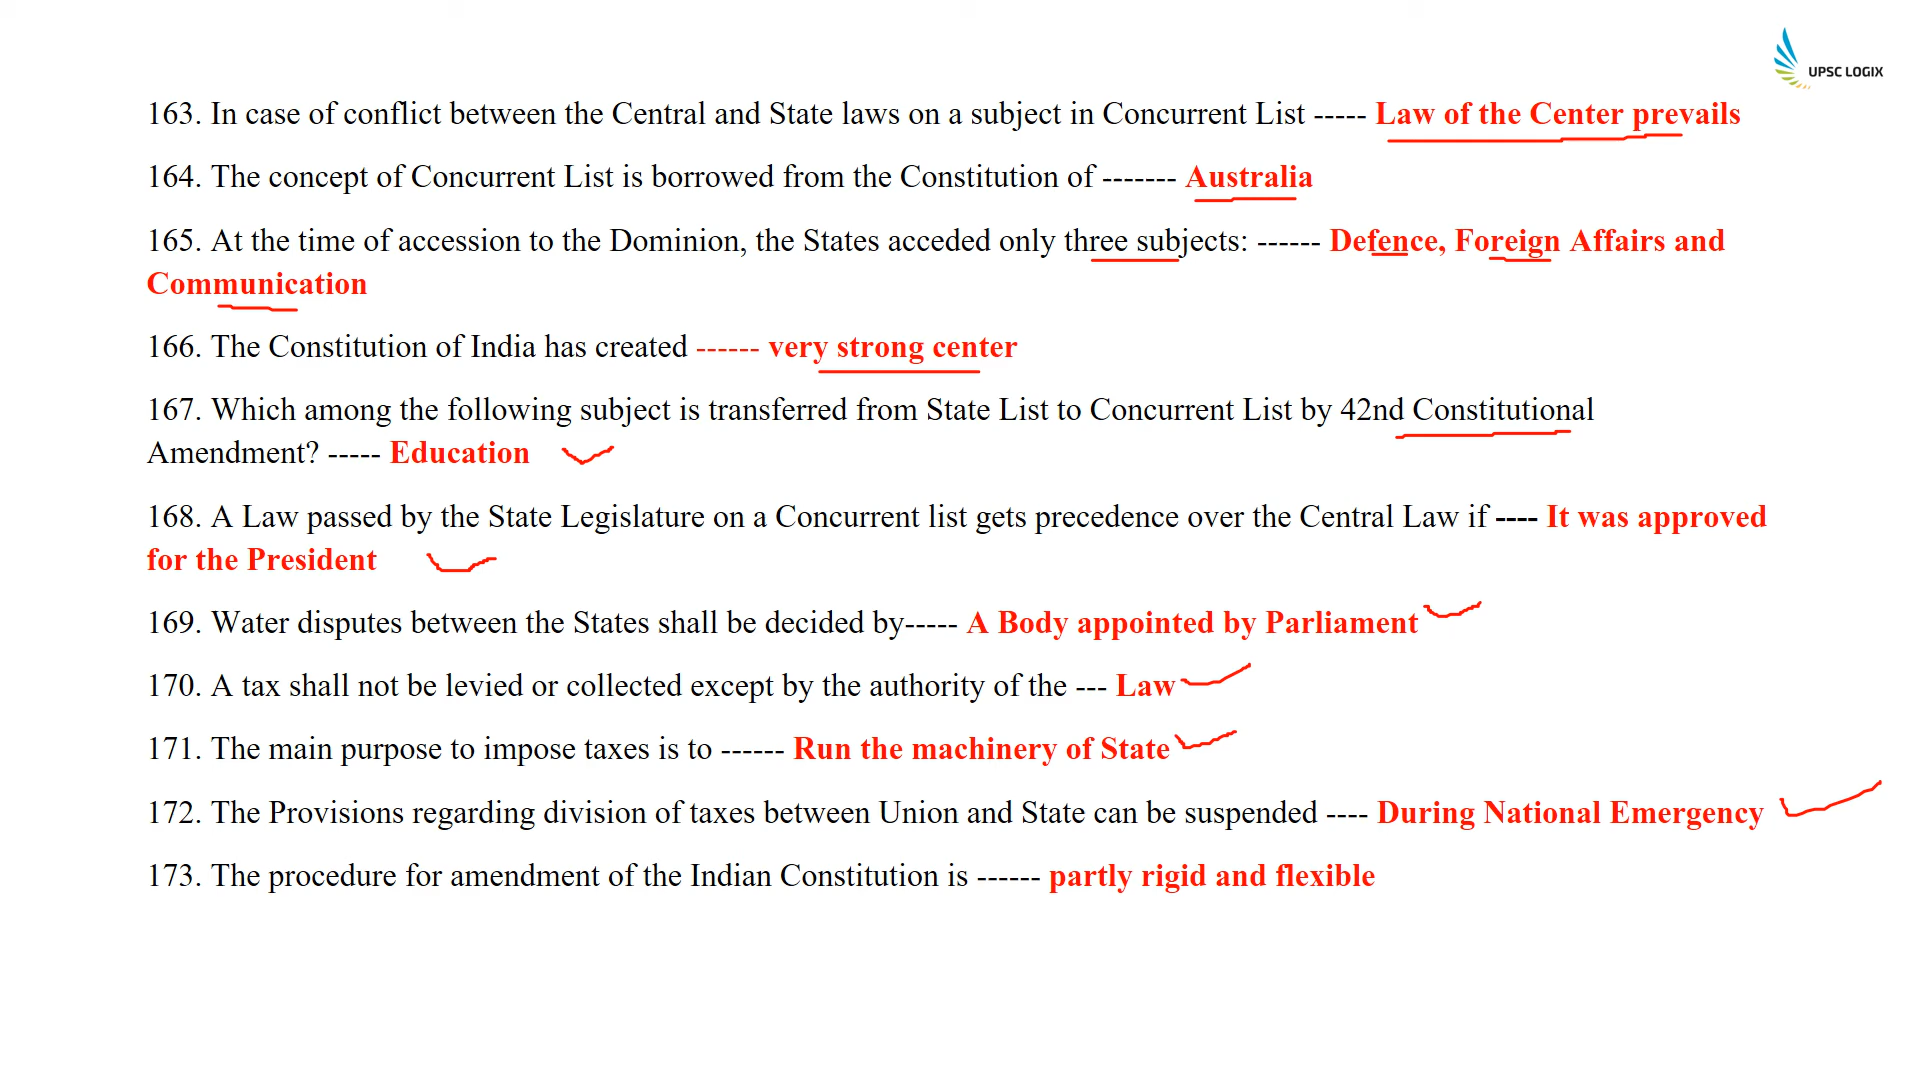 UPSC LOGIX
163. In case of conflict between the Central and State laws on a subject in Concurrent List ----- Law of the Center prevails
164. The concept of Concurrent List is borrowed from the Constitution of ------- Australia
165. At the time of accession to the Dominion, the States acceded only three subjects: ------ Defence, Foreign Affairs and
Communication
166. The Constitution of India has created ------ very strong center
167. Which among the following subject is transferred from State List to Concurrent List by 42nd Constitutional
Amendment? ----- Education
168. A Law passed by the State Legislature on a Concurrent list gets precedence over the Central Law if ---- It was approved
for the President
169. Water disputes between the States shall be decided by----- A Body appointed by Parliament
170. A tax shall not be levied or collected except by the authority of the --- Law
171. The main purpose to impose taxes is to ------ Run the machinery of State
172. The Provisions regarding division of taxes between Union and State can be suspended ---- During National Emergency
173. The procedure for amendment of the Indian Constitution is ------ partly rigid and flexible